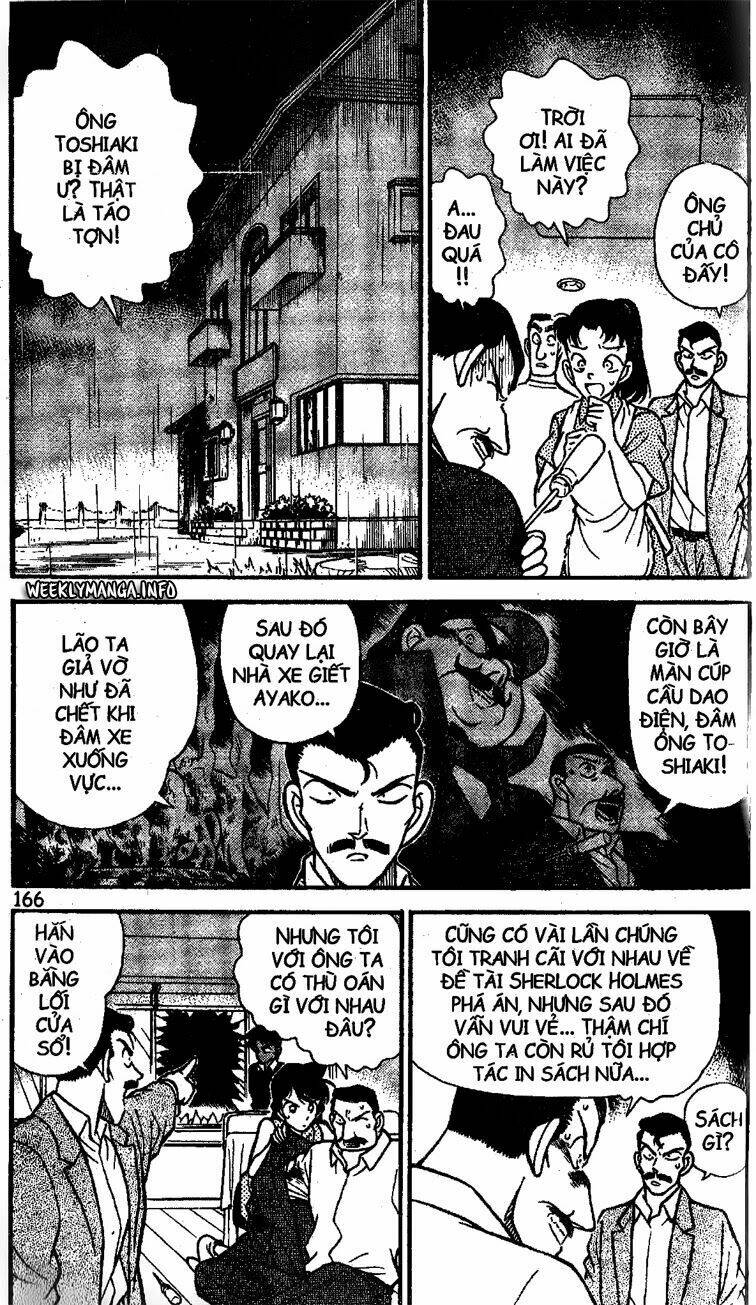 ÔNG
TOSHIAKI
BỊ ĐÂM
Ư? THẬT
LÀ TÁO
TỢN!
TRỜI
ƠI! AI ĐÃ
LÀM VIỆC
NÀY?
A...
ĐAU
QUÁ
!!
ÔNG
CHỦ
CỦA CÔ
ĐẤY!
WEEKLYMANGA.INFO
LÃO TA
GIẢ VỜ
NHƯ ĐÃ
CHẾT KHI
ĐÂM XE
XUỐNG
VỰC...
SAU ĐÓ
QUAY LẠI
NHÀ XE GIẾT
AYAKO...
CÒN BÂY
GIỜ LÀ
MÀN CÚP
CẦU DAO
ĐIỆN, ĐÂM
ÔNG TO-
SHIAKI!
166
HẮN
VÀO
BẰNG
LỐI
CỬA
SỔ!
NHƯNG TÔI
VỚI ÔNG TA
CÓ THÙ OÁN
GÌ VỚI NHAU
ĐÂU?
CŨNG CÓ VÀI LẦN CHÚNG
TÔI TRANH CÃI VỚI NHAU VỀ
ĐỀ TÀI SHERLOCK HOLMES
PHÁ ÁN, NHƯNG SAU ĐÓ
VẪN VUI VẺ... THẬM CHÍ
ÔNG TA CÒN RỦ TÔI HỢP
TÁC IN SÁCH NỮA...
SÁCH
GÌ?